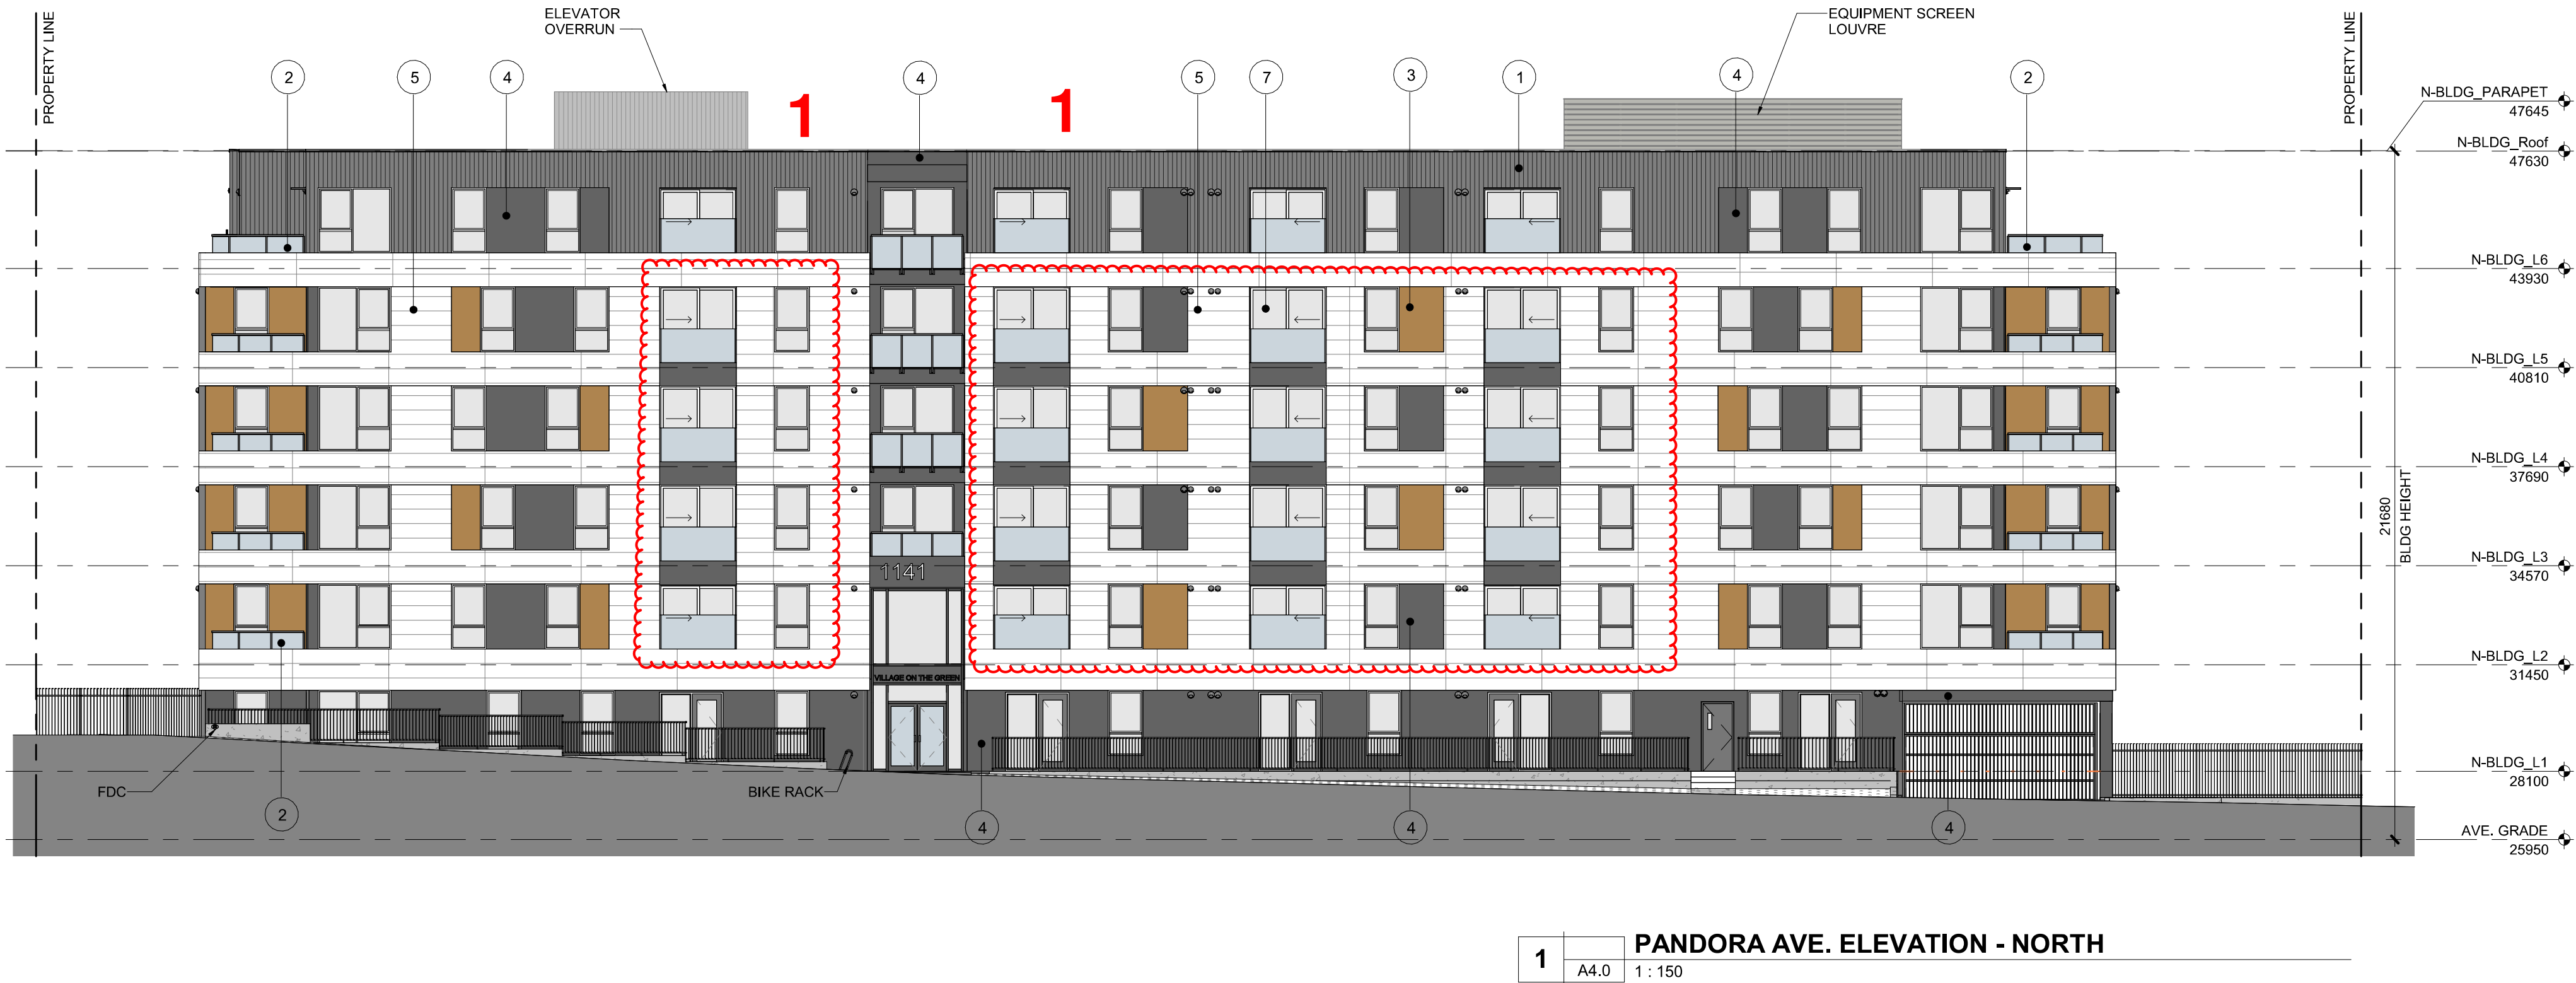 PROPERTY LINE
ELEVATOR
OVERRUN
EQUIPMENT SCREEN
LOUVRE
PROPERTY LINE
2
5
4
1
4
1
5
7
3
1
4
2
N-BLDG_PARAPET
47645
N-BLDG_Roof
47630
N-BLDG_L6
43930
N-BLDG_L5
40810
N-BLDG_L4
37690
21680
BLDG HEIGHT
N-BLDG_L3
34570
1141
N-BLDG_L2
31450
VILLAGE ON THE GREEN
N-BLDG_L1
28100
FDC
BIKE RACK
2
4
4
4
AVE. GRADE
25950
1
A4.0
PANDORA AVE. ELEVATION - NORTH
1 : 150